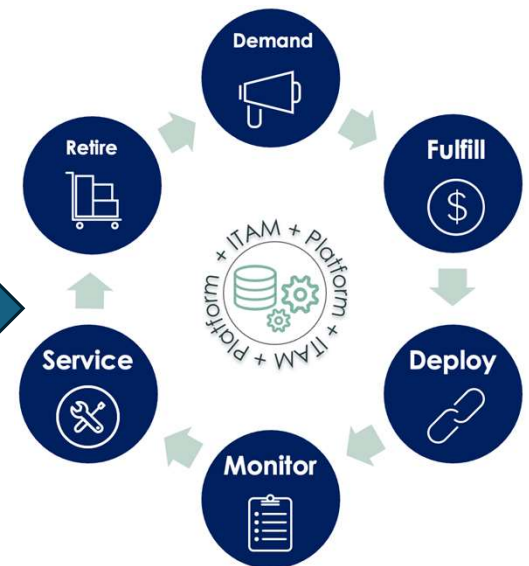 Demand
Fulfill
Deploy
Monitor
Service
Retire
+ ITAM + Platform + ITAM + Platform
$